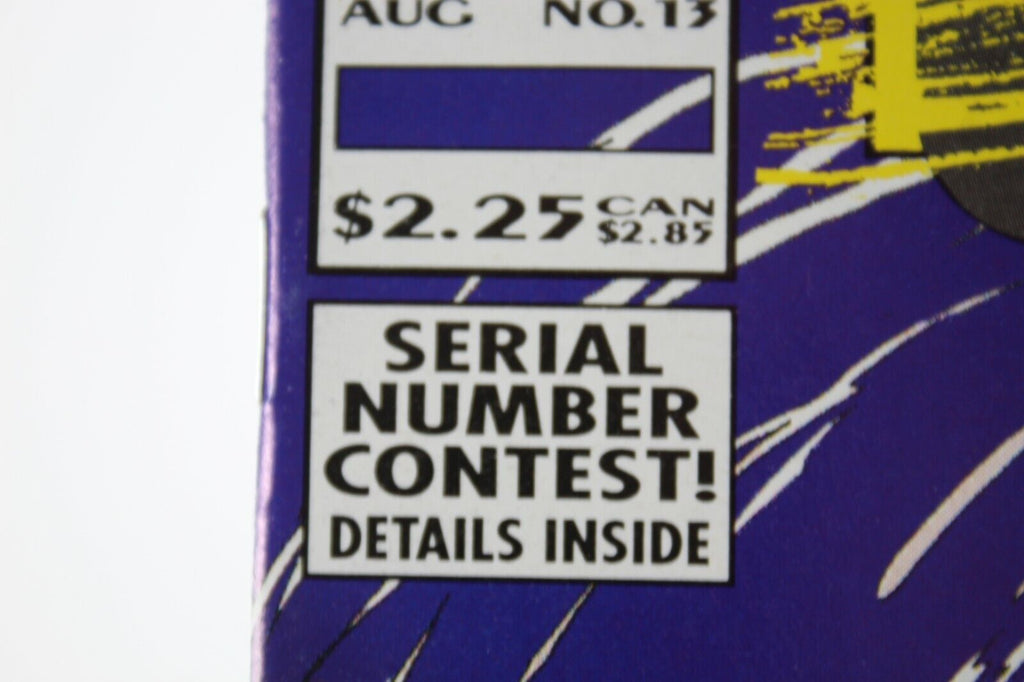 AUG NO. 13
$2.25 CAN $2.85
SERIAL
NUMBER
CONTEST!
DETAILS INSIDE